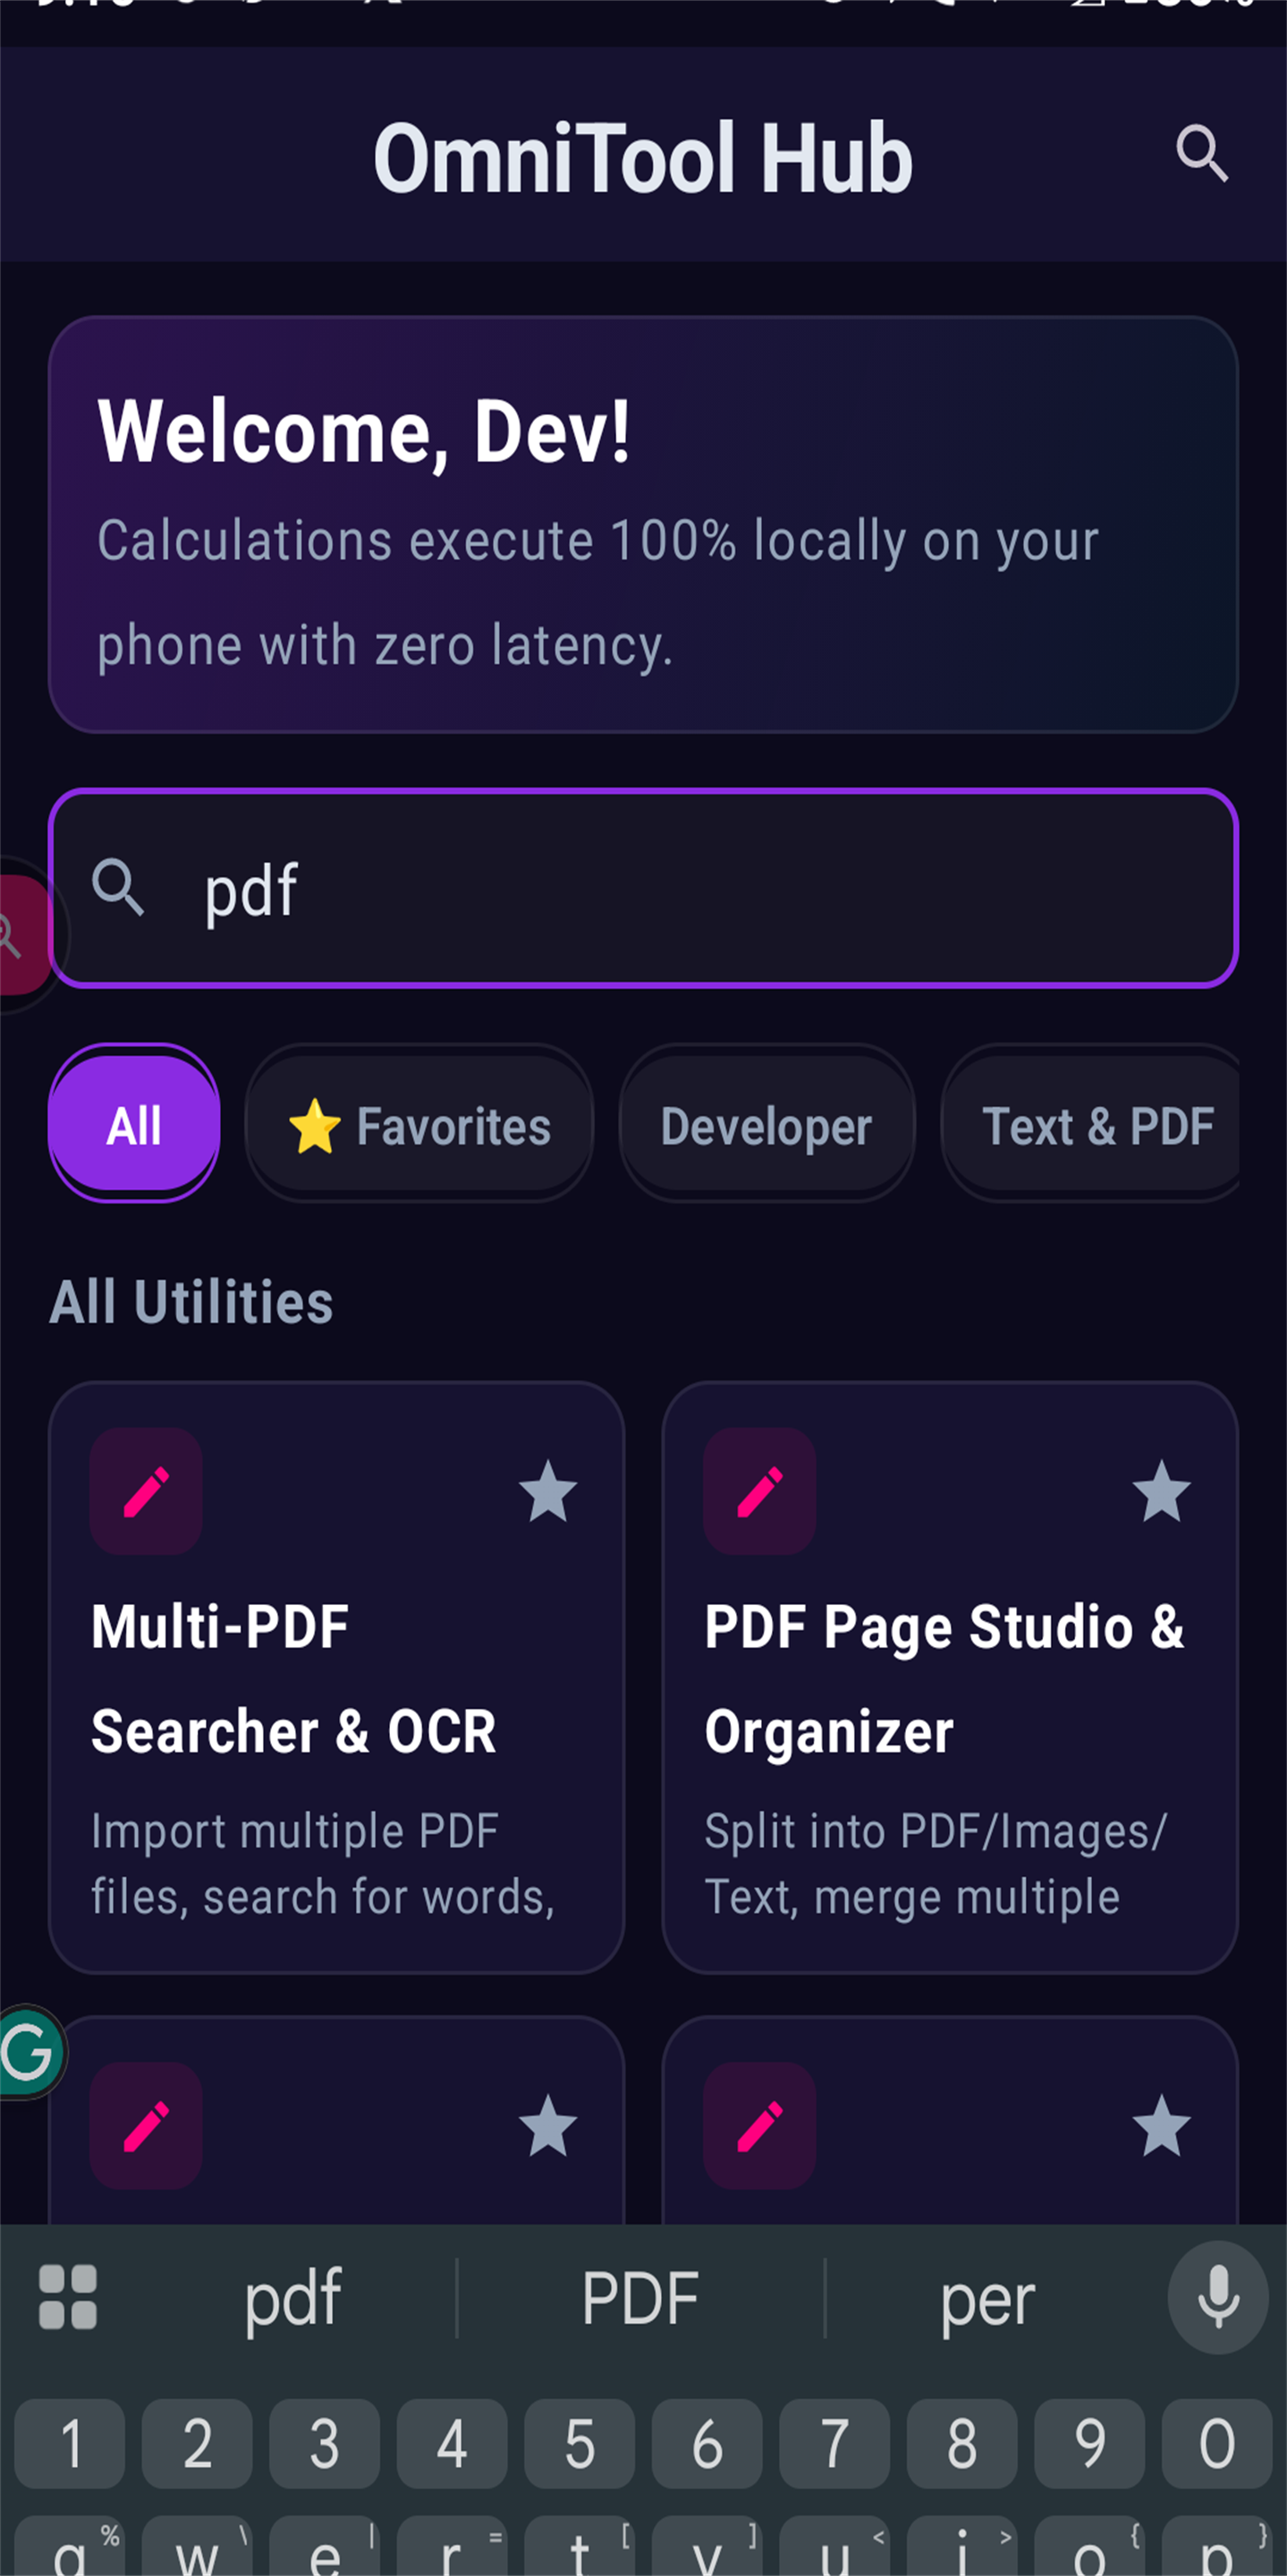 OmniTool Hub
Welcome, Dev!
Calculations execute 100% locally on your
phone with zero latency.
pdf
All
⭐ Favorites
Developer
Text & PDF
All Utilities
Multi-PDF
Searcher & OCR
Import multiple PDF
files, search for words,
PDF Page Studio &
Organizer
Split into PDF/Images/
Text, merge multiple
G
pdf PDF per
1 2 3 4 5 6 7 8 9 0
% \ | = [ ] < > { }
q w e r t y u i o p